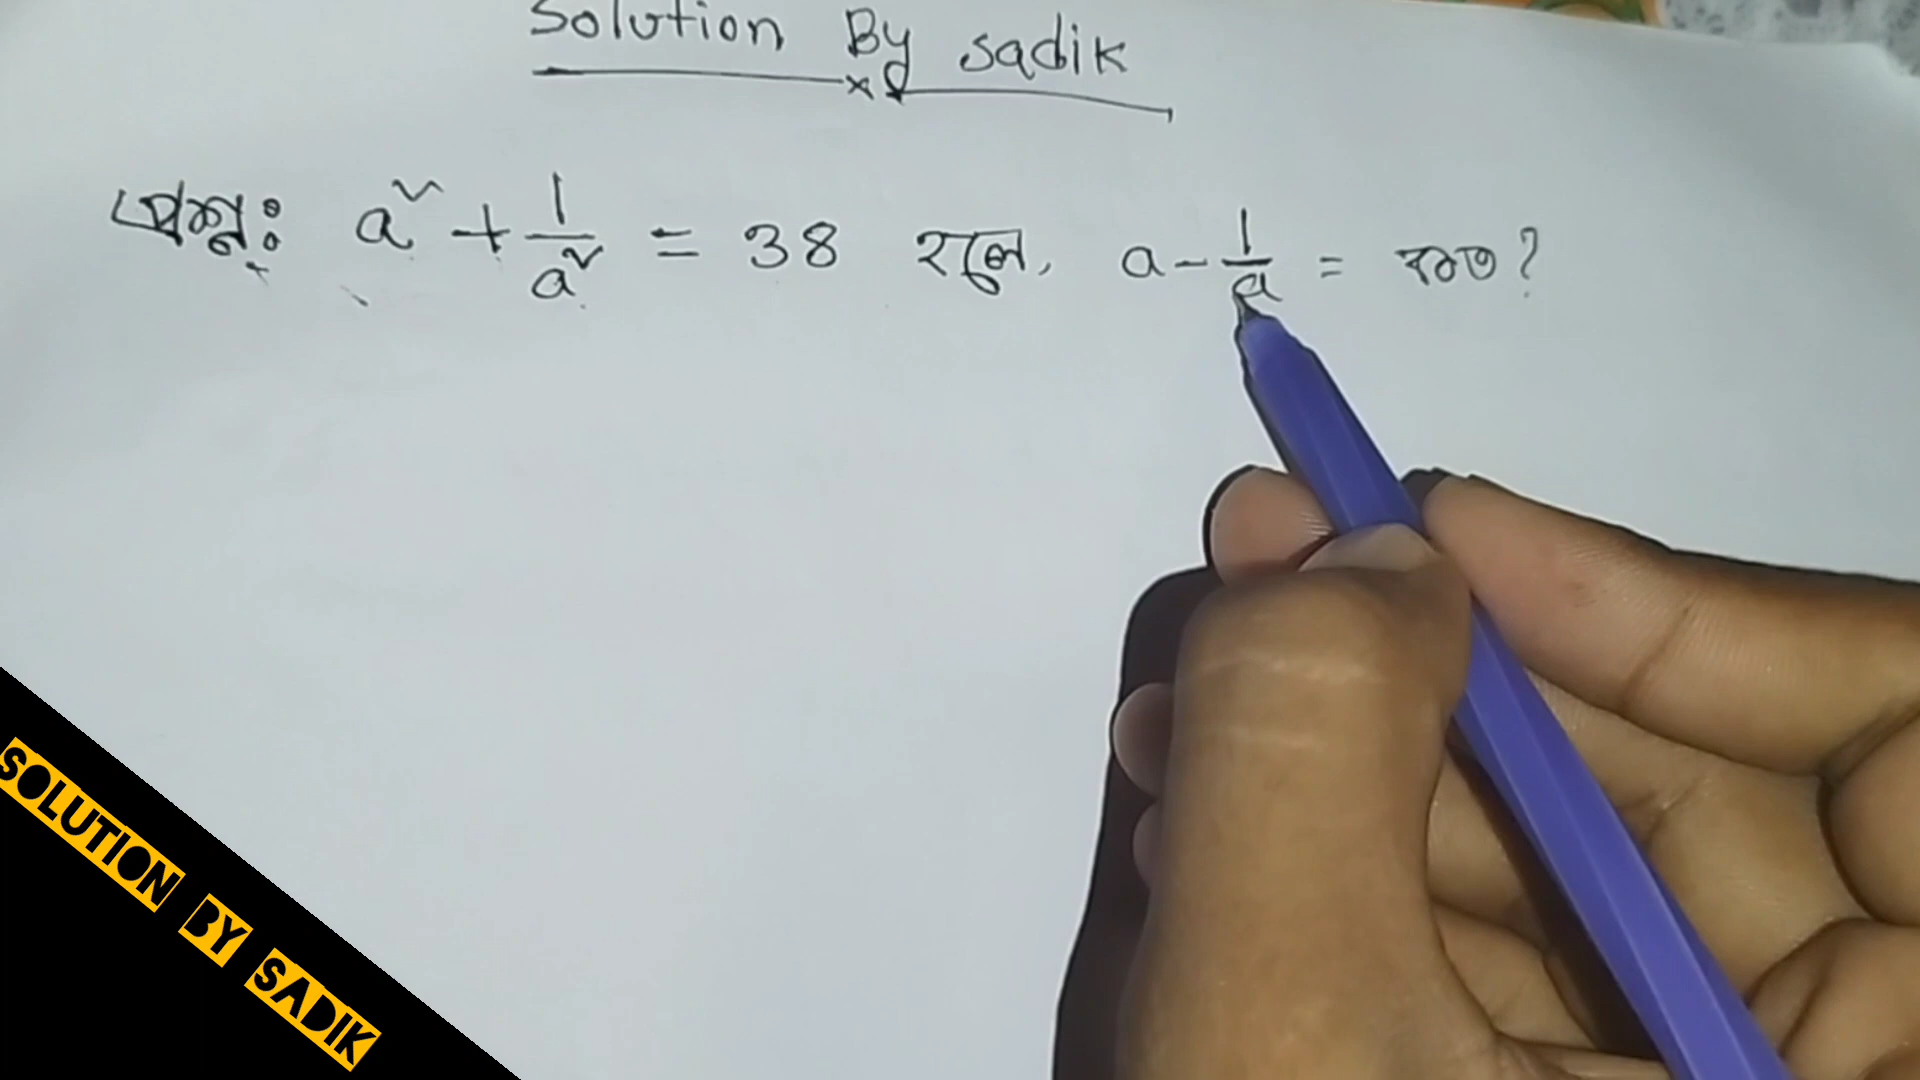 Solution By sadik
প্রশ্ন: a² + 1/a² = 38 হলে, a - 1/a = কত?
SOLUTION BY SADIK